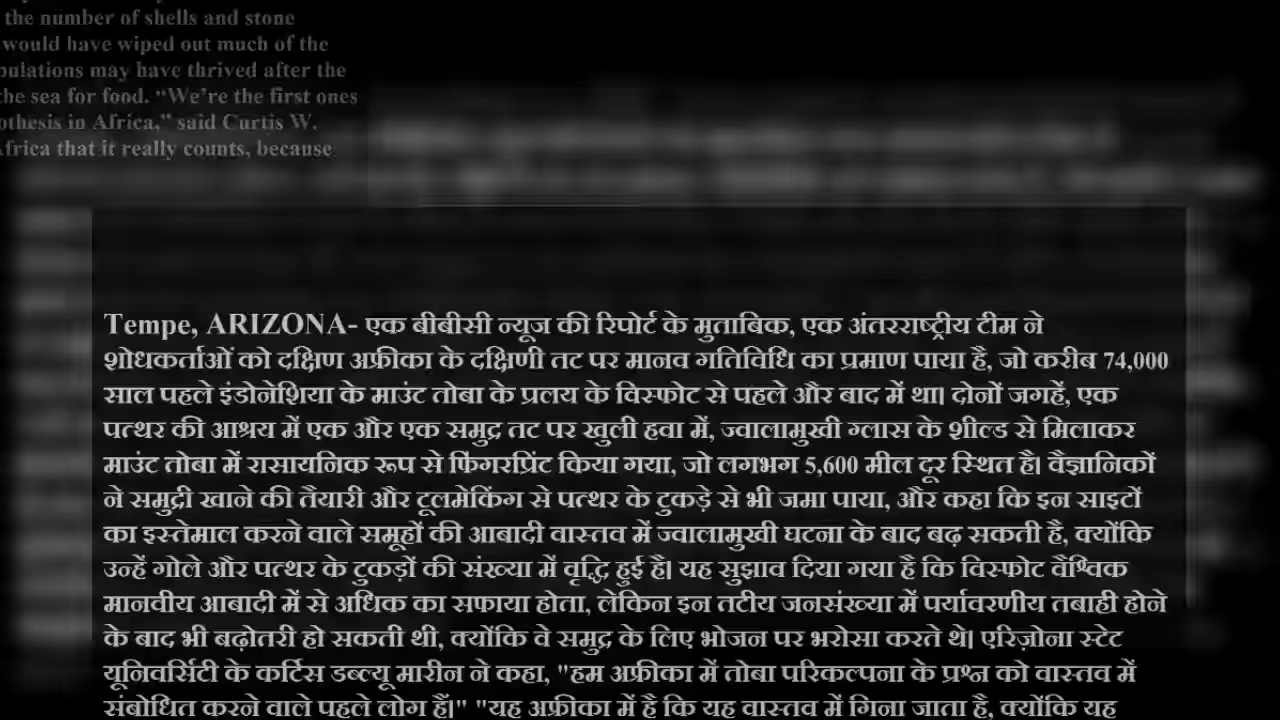 the number of shells and stone
would have wiped out much of the
pulations may have thrived after the
the sea for food. “We’re the first ones
othesis in Africa,” said Curtis W.
Africa that it really counts, because
Tempe, ARIZONA- एक बीबीसी न्यूज की रिपोर्ट के मुताबिक, एक अंतरराष्ट्रीय टीम ने
शोधकर्ताओं को दक्षिण अफ्रीका के दक्षिणी तट पर मानव गतिविधि का प्रमाण पाया है, जो करीब 74,000
साल पहले इंडोनेशिया के माउंट तोबा के प्रलय के विस्फोट से पहले और बाद में था। दोनों जगहें, एक
पत्थर की आश्रय में एक और एक समुद्र तट पर खुली हवा में, ज्वालामुखी ग्लास के शील्ड से मिलाकर
माउंट तोबा में रासायनिक रूप से फिंगरप्रिंट किया गया, जो लगभग 5,600 मील दूर स्थित है। वैज्ञानिकों
ने समुद्री खाने की तैयारी और टूलमेकिंग से पत्थर के टुकड़े से भी जमा पाया, और कहा कि इन साइटों
का इस्तेमाल करने वाले समूहों की आबादी वास्तव में ज्वालामुखी घटना के बाद बढ़ सकती है, क्योंकि
उन्हें गोले और पत्थर के टुकड़ों की संख्या में वृद्धि हुई है। यह सुझाव दिया गया है कि विस्फोट वैश्विक
मानवीय आबादी में से अधिक का सफाया होता, लेकिन इन तटीय जनसंख्या में पर्यावरणीय तबाही होने
के बाद भी बढ़ोतरी हो सकती थी, क्योंकि वे समुद्र के लिए भोजन पर भरोसा करते थे। एरिज़ोना स्टेट
यूनिवर्सिटी के कर्टिस डब्ल्यू मारीन ने कहा, "हम अफ्रीका में तोबा परिकल्पना के प्रश्न को वास्तव में
संबोधित करने वाले पहले लोग हैं।" "यह अफ्रीका में है कि यह वास्तव में गिना जाता है, क्योंकि यह